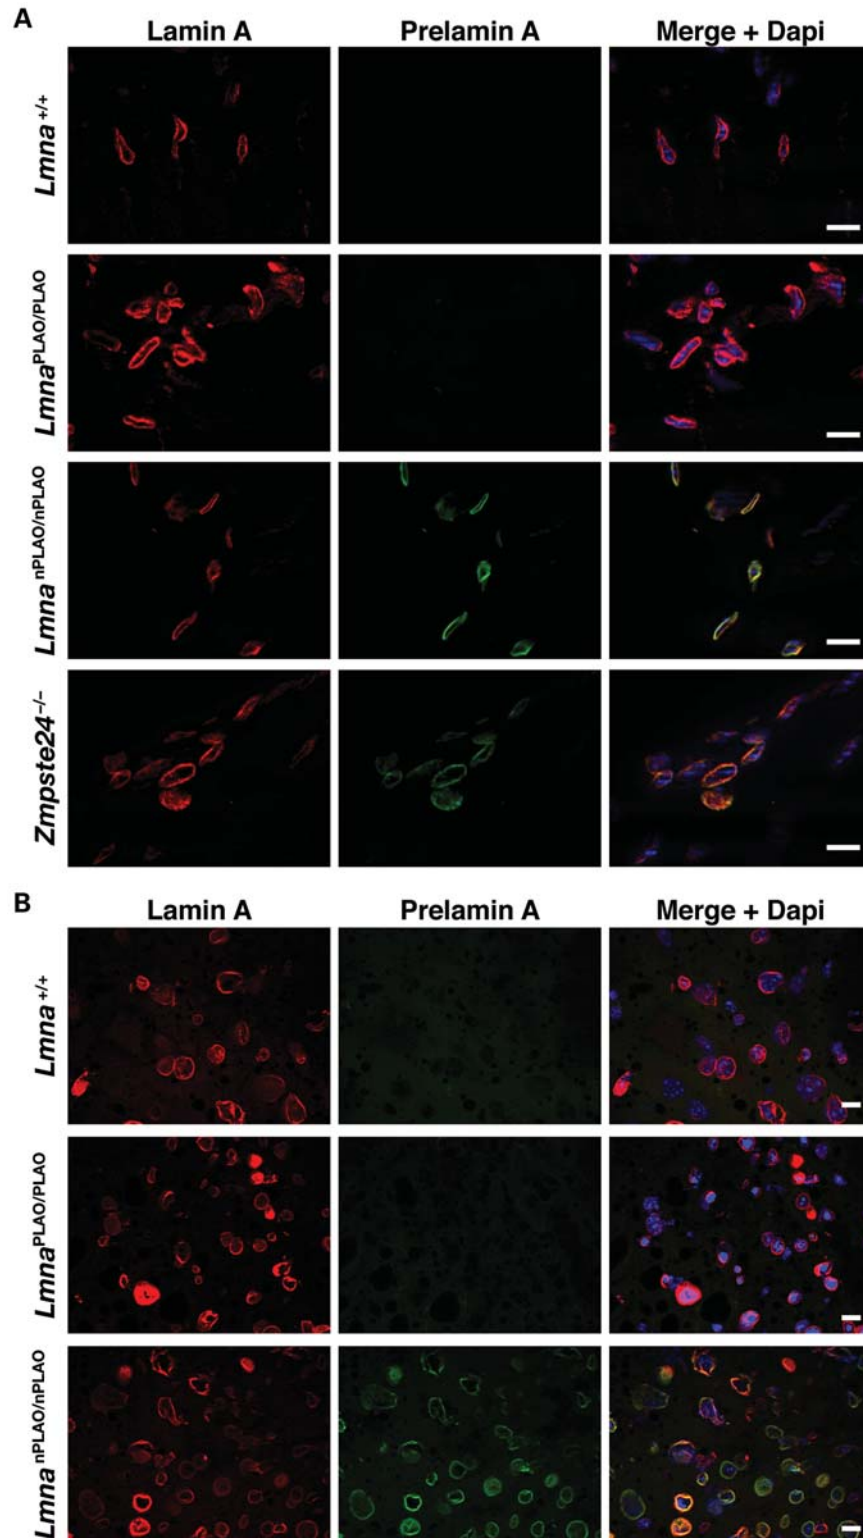 A
Lamin A Prelamin A Merge + Dapi
Lmna+/+
LmnaPLAO/PLAO
LmnanPLAO/nPLAO
Zmpste24–/–
B
Lamin A Prelamin A Merge + Dapi
Lmna+/+
LmnaPLAO/PLAO
LmnanPLAO/nPLAO